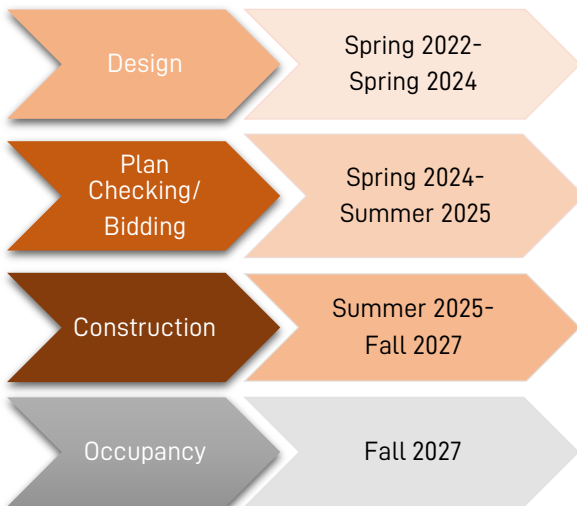 Design
Spring 2022-
Spring 2024
Plan
Checking/
Bidding
Spring 2024-
Summer 2025
Construction
Summer 2025-
Fall 2027
Occupancy
Fall 2027